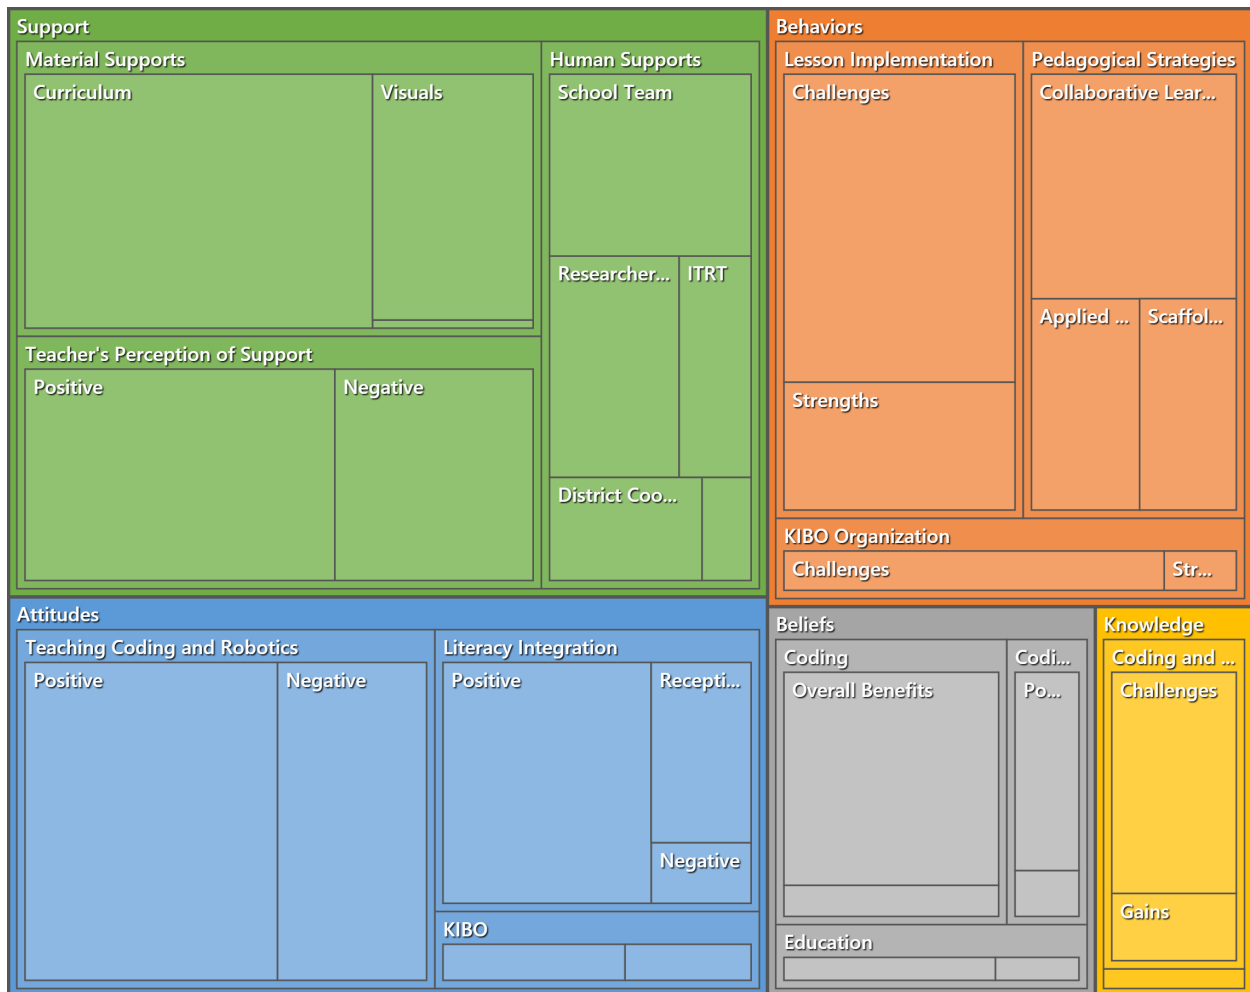 Support
Material Supports
Curriculum
Visuals
Teacher's Perception of Support
Positive
Negative
Human Supports
School Team
Researcher...
ITRT
District Coo...
Behaviors
Lesson Implementation
Challenges
Strengths
Pedagogical Strategies
Collaborative Lear...
Applied ...
Scaffol...
KIBO Organization
Challenges
Str...
Attitudes
Teaching Coding and Robotics
Positive
Negative
Literacy Integration
Positive
Recepti...
Negative
KIBO
Beliefs
Coding
Overall Benefits
Codi...
Po...
Education
Knowledge
Coding and ...
Challenges
Gains